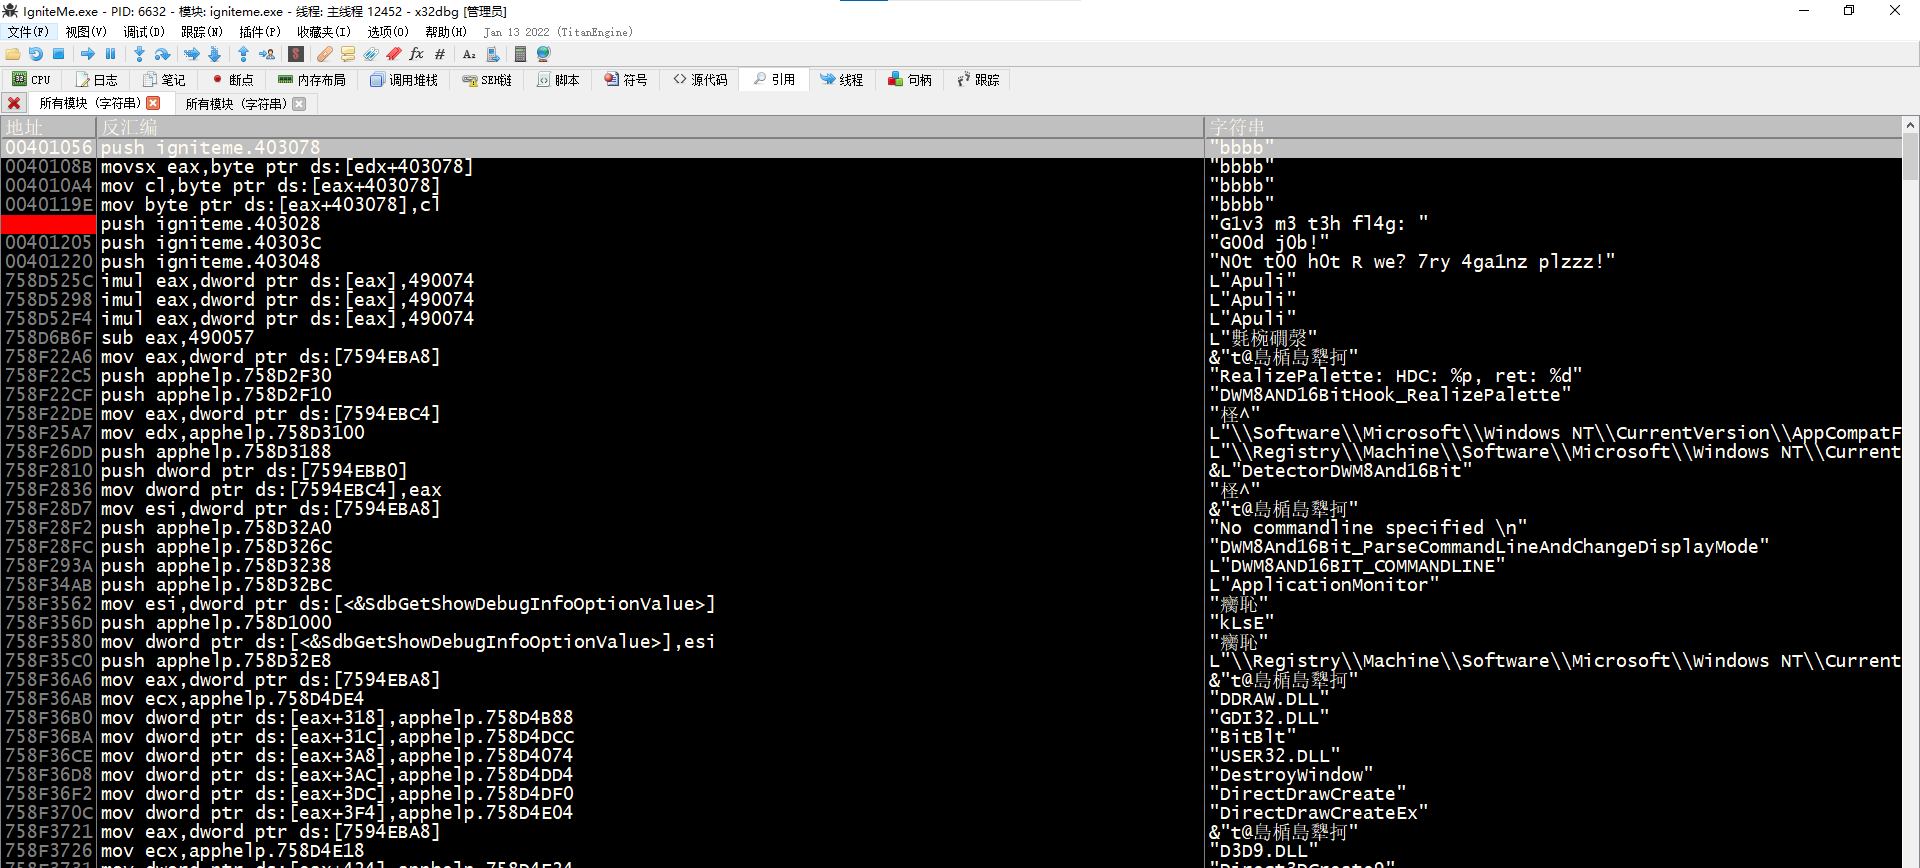 IgniteMe.exe - PID: 6632 - 模块: igniteme.exe - 线程: 主线程 12452 - x32dbg [管理员]
文件(F) 视图(V) 调试(D) 跟踪(N) 插件(P) 收藏夹(I) 选项(O) 帮助(H) Jan 13 2022 (TitanEngine)
CPU 日志 笔记 断点 内存布局 调用堆栈 SEH链 脚本 符号 源代码 引用 线程 句柄 跟踪
所有模块 (字符串) 所有模块 (字符串)
地址 反汇编 字符串
00401056 push igniteme.403078 "bbbb"
0040108B movsx eax,byte ptr ds:[edx+403078] "bbbb"
004010A4 mov cl,byte ptr ds:[eax+403078] "bbbb"
0040119E mov byte ptr ds:[eax+403078],cl "bbbb"
push igniteme.403028 "G1v3 m3 t3h fl4g: "
00401205 push igniteme.40303C "G00d j0b!"
00401220 push igniteme.403048 "N0t t00 h0t R we? 7ry 4ga1nz plzzz!"
758D525C imul eax,dword ptr ds:[eax],490074 L"Apuli"
758D5298 imul eax,dword ptr ds:[eax],490074 L"Apuli"
758D52F4 imul eax,dword ptr ds:[eax],490074 L"Apuli"
758D6B6F sub eax,490057
758F22A6 mov eax,dword ptr ds:[7594EBA8]
758F22C5 push apphelp.758D2F30 "RealizePalette: HDC: %p, ret: %d"
758F22CF push apphelp.758D2F10 "DWM8AND16BitHook_RealizePalette"
758F22DE mov eax,dword ptr ds:[7594EBC4] "柽^"
758F25A7 mov edx,apphelp.758D3100 L"\\Software\\Microsoft\\Windows NT\\CurrentVersion\\AppCompatF
758F26DD push apphelp.758D3188 L"\\Registry\\Machine\\Software\\Microsoft\\Windows NT\\Current
758F2810 push dword ptr ds:[7594EBB0] &L"DetectorDWM8And16Bit"
758F2836 mov dword ptr ds:[7594EBC4],eax "柽^"
758F28D7 mov esi,dword ptr ds:[7594EBA8]
758F28F2 push apphelp.758D32A0 "No commandline specified \n"
758F28FC push apphelp.758D326C "DWM8And16Bit_ParseCommandLineAndChangeDisplayMode"
758F293A push apphelp.758D3238 L"DWM8AND16BIT_COMMANDLINE"
758F34AB push apphelp.758D32BC L"ApplicationMonitor"
758F3562 mov esi,dword ptr ds:[<&SdbGetShowDebugInfoOptionValue>]
758F356D push apphelp.758D1000 "kLsE"
758F3580 mov dword ptr ds:[<&SdbGetShowDebugInfoOptionValue>],esi
758F35C0 push apphelp.758D32E8 L"\\Registry\\Machine\\Software\\Microsoft\\Windows NT\\Current
758F36A6 mov eax,dword ptr ds:[7594EBA8]
758F36AB mov ecx,apphelp.758D4DE4 "DDRAW.DLL"
758F36B0 mov dword ptr ds:[eax+318],apphelp.758D4B88 "GDI32.DLL"
758F36BA mov dword ptr ds:[eax+31C],apphelp.758D4DCC "BitBlt"
758F36CE mov dword ptr ds:[eax+3A8],apphelp.758D4074 "USER32.DLL"
758F36D8 mov dword ptr ds:[eax+3AC],apphelp.758D4DD4 "DestroyWindow"
758F36F2 mov dword ptr ds:[eax+3DC],apphelp.758D4DF0 "DirectDrawCreate"
758F370C mov dword ptr ds:[eax+3F4],apphelp.758D4E04 "DirectDrawCreateEx"
758F3721 mov eax,dword ptr ds:[7594EBA8]
758F3726 mov ecx,apphelp.758D4E18 "D3D9.DLL"